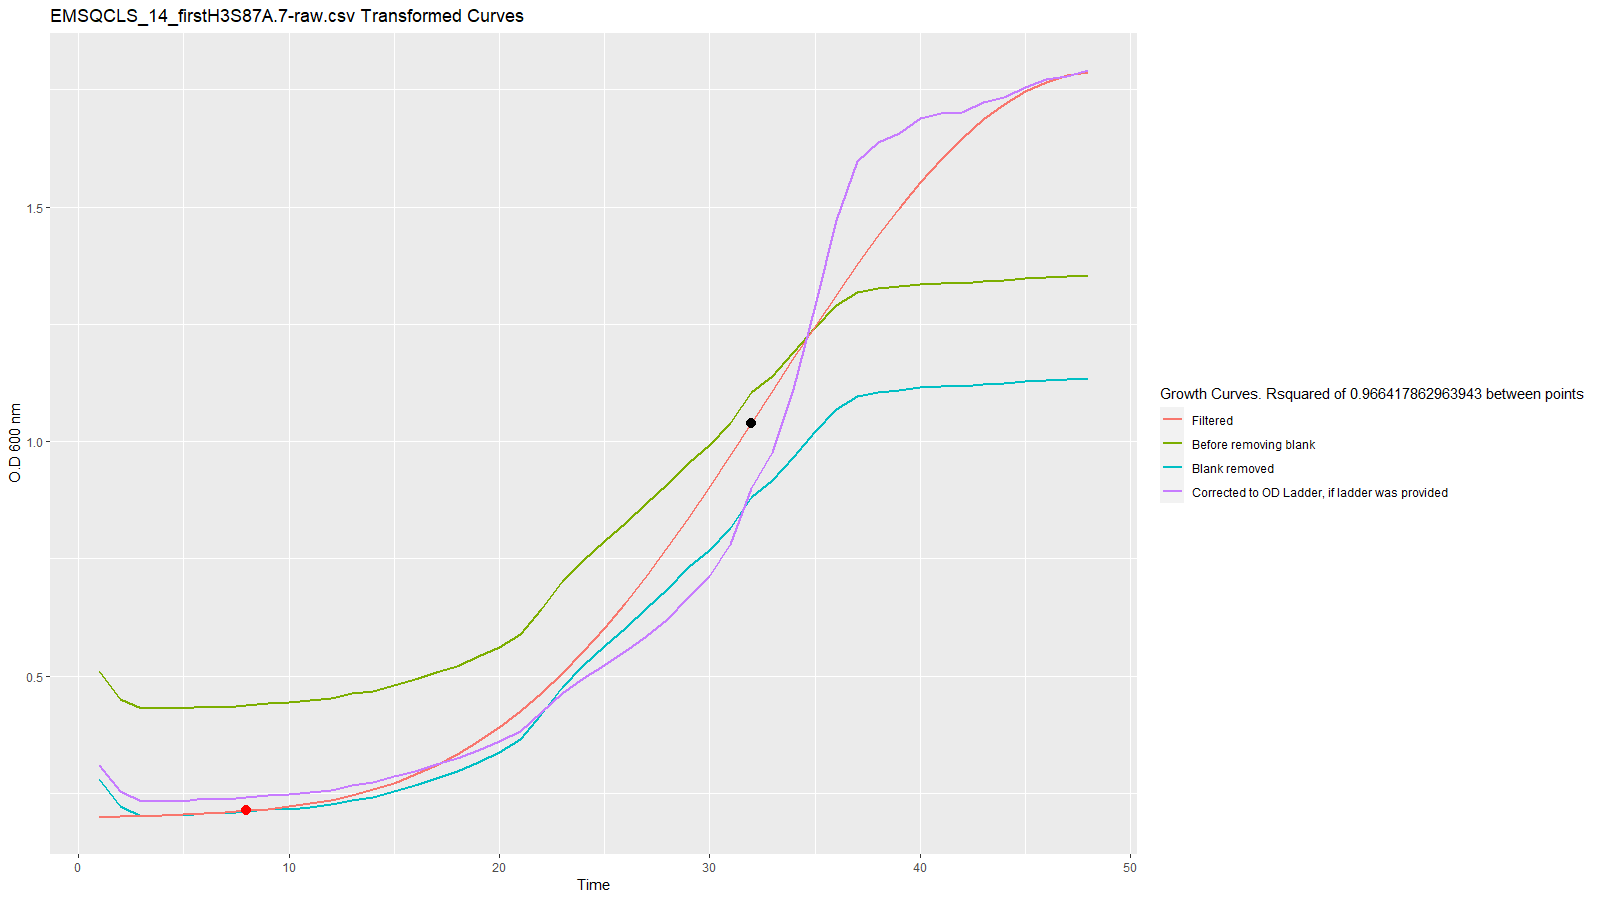 EMSQCLS_14_firstH3S87A.7-raw.csv Transformed Curves
O.D 600 nm
1.5
1.0
0.5
0
10
20
30
40
50
Time
Growth Curves. Rsquared of 0.966417862963943 between points
Filtered
Before removing blank
Blank removed
Corrected to OD Ladder, if ladder was provided